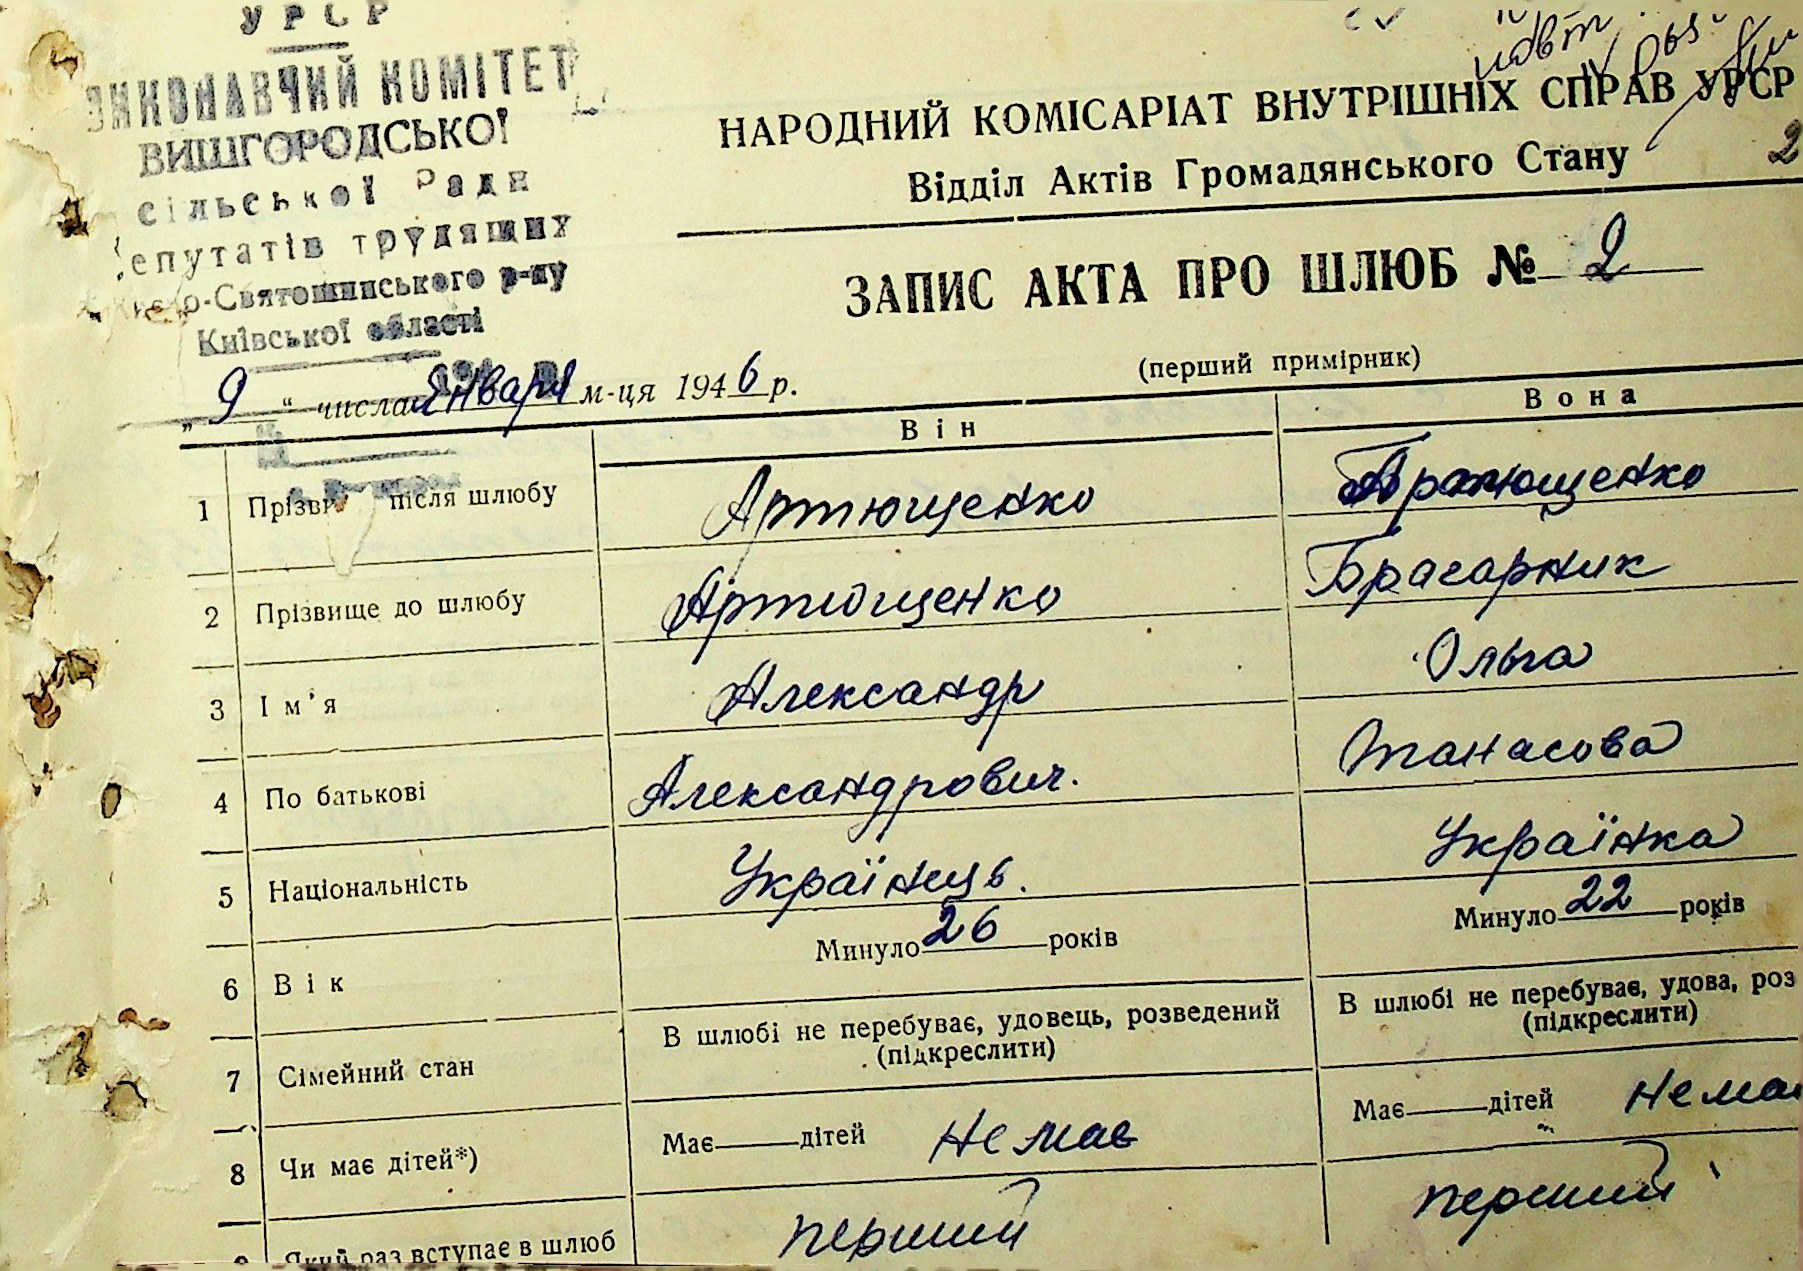 УРСР
ВИКОНАВЧИЙ КОМІТЕТ
ВИШГОРОДСЬКОЇ
сільської Ради
депутатів трудящих
Києво-Святошинського р-ну
Київської області
НАРОДНИЙ КОМІСАРІАТ ВНУТРІШНІХ СПРАВ УРСР
2
Відділ Актів Громадянського Стану
ЗАПИС АКТА ПРО ШЛЮБ № 2
(перший примірник)
„ 9 “ числа января м-ця 1946 р.
Він Вона
1 Прізви після шлюбу Артющенко Артющенко
2 Прізвище до шлюбу Артющенко Брагарник
3 Ім'я Александр Ольга
4 По батькові Александрович. Танасова
5 Національність Українець. Українка
6 Вік Минуло 26 років Минуло 22 років
7 Сімейний стан В шлюбі не перебуває, удовець, розведений (підкреслити) В шлюбі не перебуває, удова, роз (підкреслити)
8 Чи має дітей*) Має дітей Немає Має дітей Немає
9 Який раз вступає в шлюб перший перший